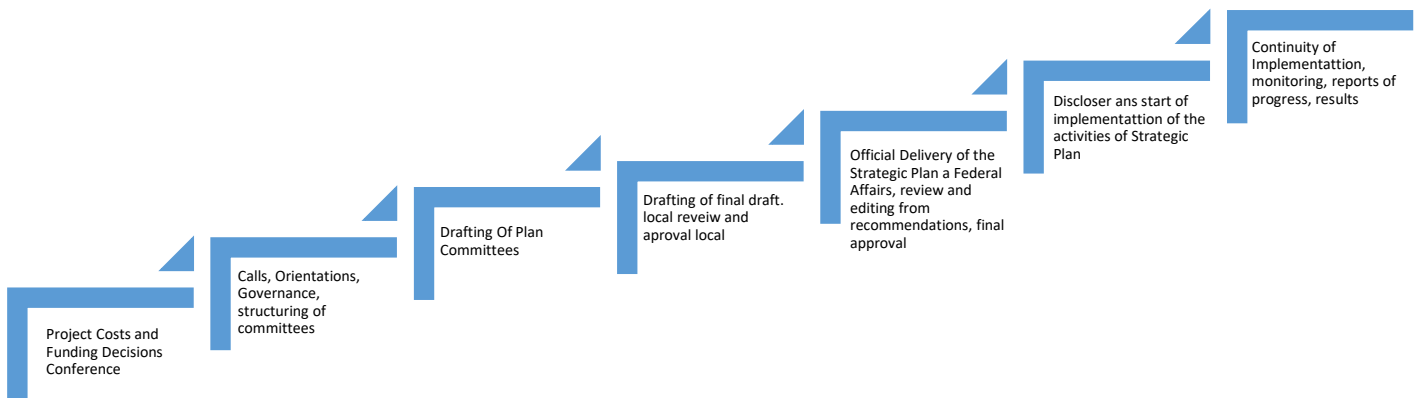 Project Costs and
Funding Decisions
Conference
Calls, Orientations,
Governance,
structuring of
committees
Drafting Of Plan
Committees
Drafting of final draft.
local reveiw and
aproval local
Official Delivery of the
Strategic Plan a Federal
Affairs, review and
editing from
recommendations, final
approval
Discloser ans start of
implementattion of the
activities of Strategic
Plan
Continuity of
Implementattion,
monitoring, reports of
progress, results